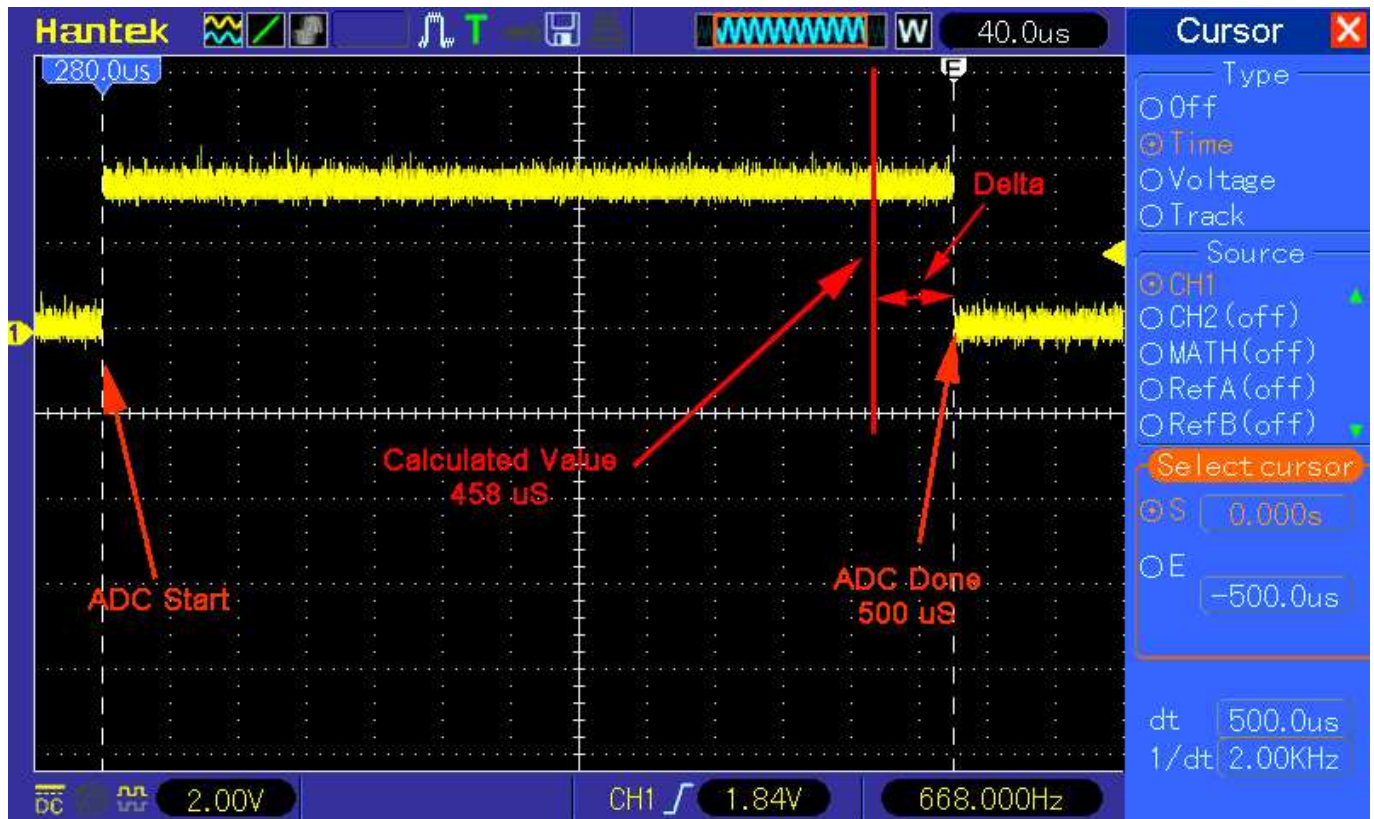 Hantek
T
W
40.0us
Cursor
X
280.0us
E
Type
Off
Time
Voltage
Track
Delta
Source
CH1
CH2(off)
MATH(off)
RefA(off)
RefB(off)
1
Calculated Value
458 uS
Select cursor
S 0.000s
E
-500.0us
ADC Start
ADC Done
500 uS
dt 500.0us
1/dt 2.00KHz
DC
2.00V
CH1
1.84V
668.000Hz